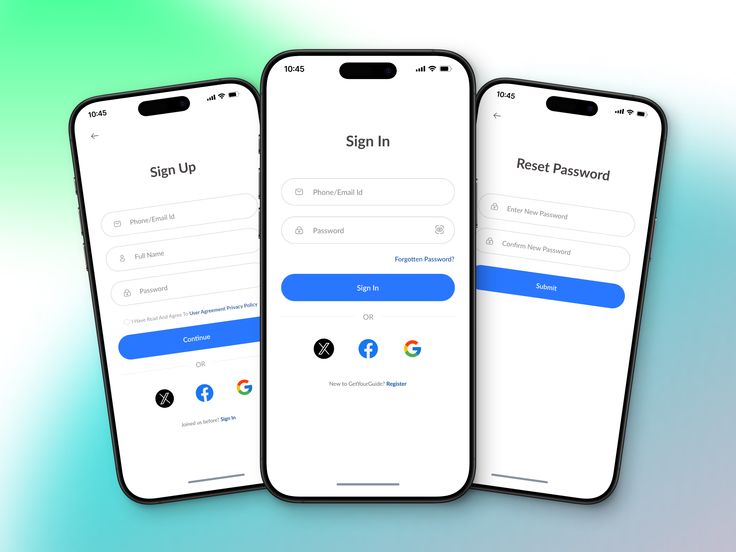 10:45
Sign Up
Phone/Email Id
Full Name
Password
I Have Read And Agree To User Agreement Privacy Policy
Continue
OR
Joined us before? Sign In
10:45
Sign In
Phone/Email Id
Password
Forgotten Password?
Sign In
OR
New to GetYourGuide? Register
10:45
Reset Password
Enter New Password
Confirm New Password
Submit